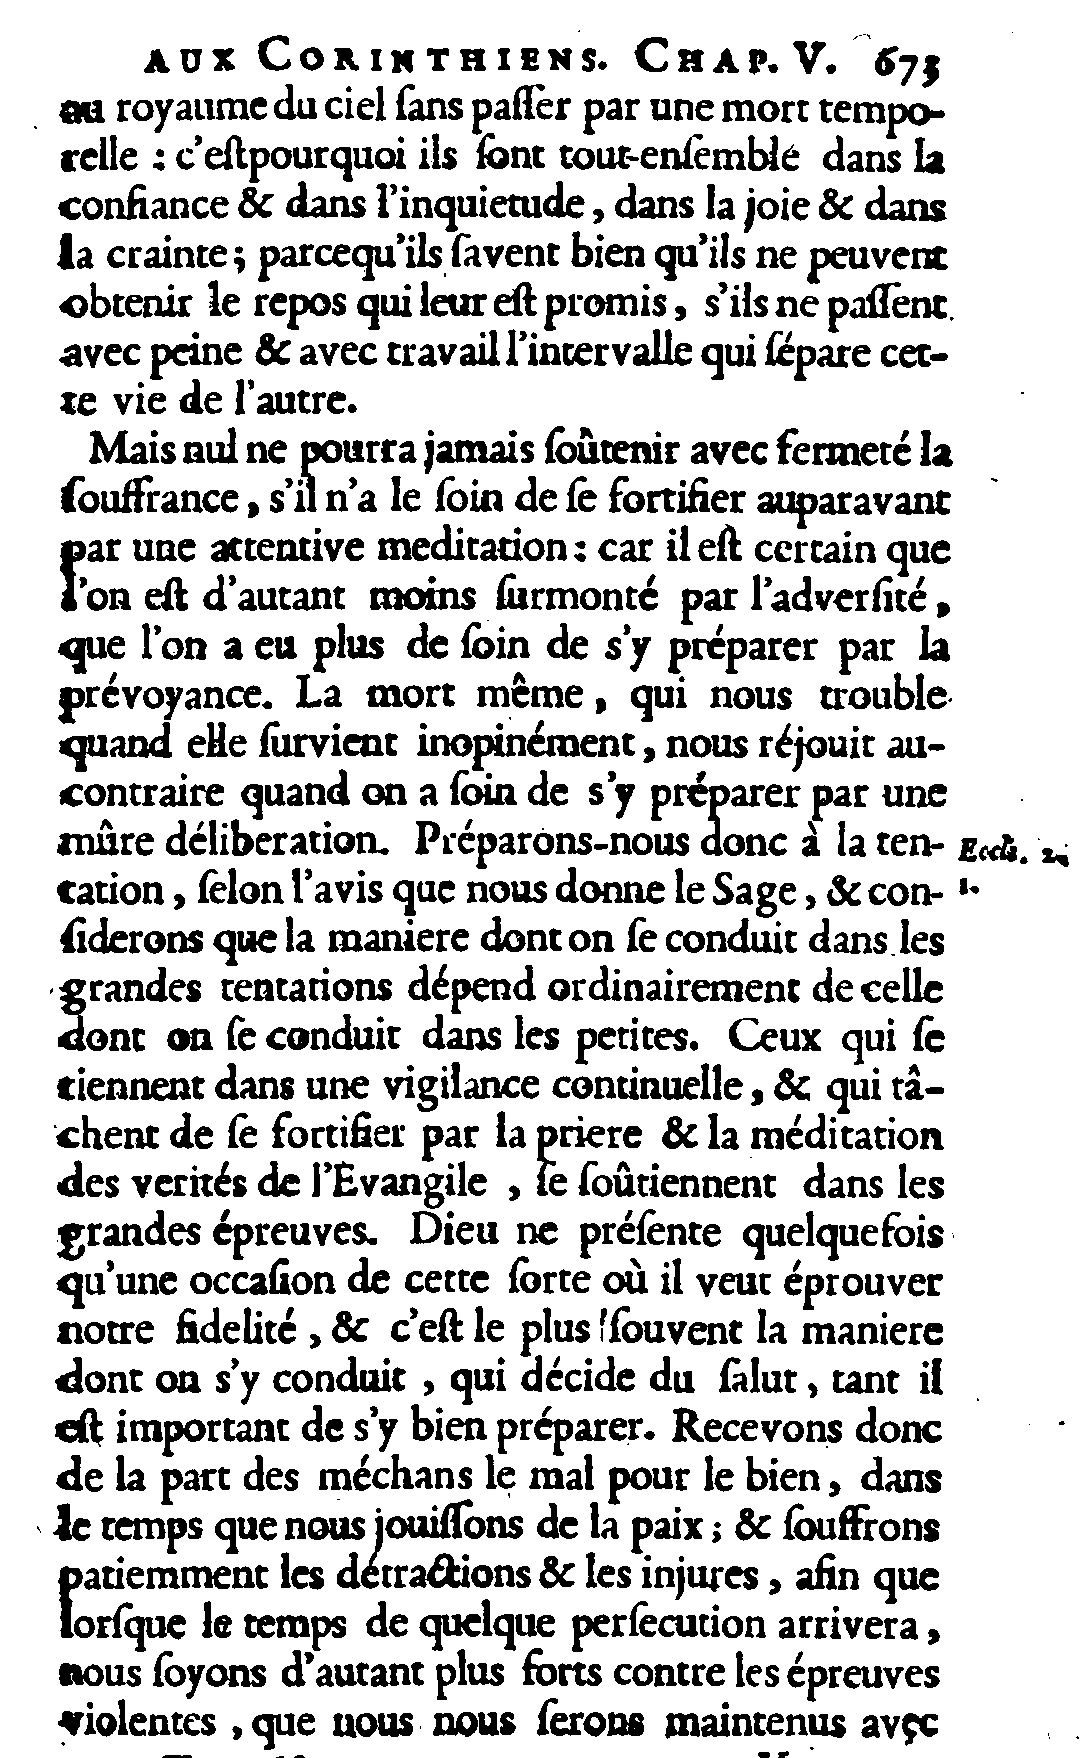 AUX CORINTHIENS. CHAP. V. 673
au royaume du ciel ſans paſſer par une mort tempo-
relle : c'eſtpourquoi ils ſont tout-enſemble dans la
confiance & dans l'inquietude, dans la joie & dans
la crainte; parcequ'ils ſavent bien qu'ils ne peuvent
obtenir le repos qui leur eſt promis, s'ils ne paſſent
avec peine & avec travail l'intervalle qui ſépare cet-
te vie de l'autre.
Mais nul ne pourra jamais ſoûtenir avec fermeté la
ſouffrance, s'il n'a le ſoin de ſe fortifier auparavant
par une attentive meditation: car il eſt certain que
l'on eſt d'autant moins ſurmonté par l'adverſité,
que l'on a eu plus de ſoin de s'y préparer par la
prévoyance. La mort même, qui nous trouble
quand elle ſurvient inopinément, nous réjouit au-
contraire quand on a ſoin de s'y préparer par une
mûre déliberation. Préparons-nous donc à la ten-
Eccli. 2.
tation, ſelon l'avis que nous donne le Sage, & con-
1.
ſiderons que la maniere dont on ſe conduit dans les
grandes tentations dépend ordinairement de celle
dont on ſe conduit dans les petites. Ceux qui ſe
tiennent dans une vigilance continuelle, & qui tâ-
chent de ſe fortifier par la priere & la méditation
des verités de l'Evangile, ſe ſoûtiennent dans les
grandes épreuves. Dieu ne préſente quelquefois
qu'une occaſion de cette ſorte où il veut éprouver
notre fidelité, & c'eſt le plus ſouvent la maniere
dont on s'y conduit, qui décide du ſalut, tant il
eſt important de s'y bien préparer. Recevons donc
de la part des méchans le mal pour le bien, dans
le temps que nous jouiſſons de la paix; & ſouffrons
patiemment les détractions & les injures, afin que
lorſque le temps de quelque perſecution arrivera,
nous ſoyons d'autant plus forts contre les épreuves
violentes, que nous nous ſerons maintenus avec